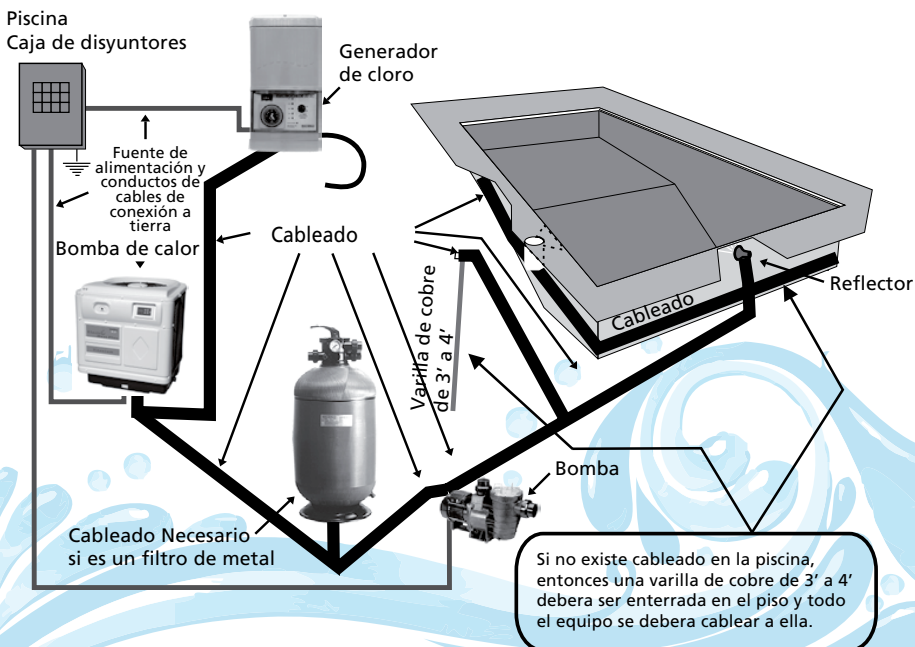 Piscina
Caja de disyuntores
Generador
de cloro
Fuente de
alimentación y
conductos de
cables de
conexión a
tierra
Bomba de calor
Cableado
Varilla de cobre
de 3' a 4'
Cableado
Reflector
Bomba
Cableado Necesario
si es un filtro de metal
Si no existe cableado en la piscina,
entonces una varilla de cobre de 3' a 4'
debera ser enterrada en el piso y todo
el equipo se debera cablear a ella.